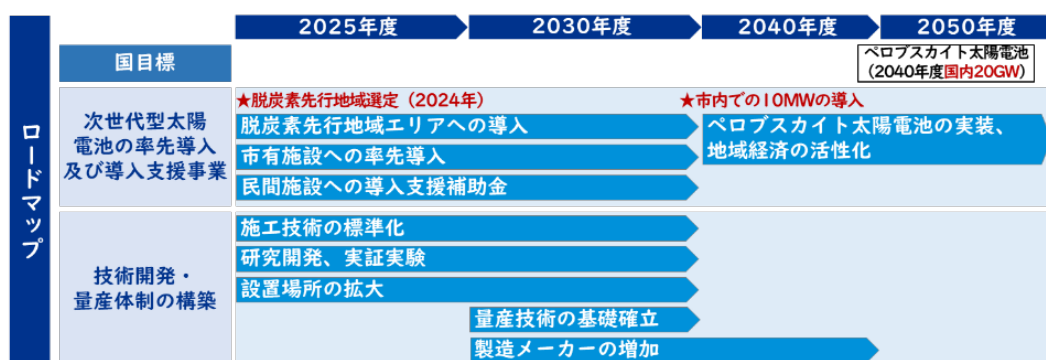 2025年度
2030年度
2040年度
2050年度
ロードマップ
国目標
ペロブスカイト太陽電池
(2040年度国内20GW)
次世代型太陽
電池の率先導入
及び導入支援事業
★脱炭素先行地域選定（2024年）
★市内での10MWの導入
脱炭素先行地域エリアへの導入
市有施設への率先導入
民間施設への導入支援補助金
ペロブスカイト太陽電池の実装、
地域経済の活性化
技術開発・
量産体制の構築
施工技術の標準化
研究開発、実証実験
設置場所の拡大
量産技術の基礎確立
製造メーカーの増加